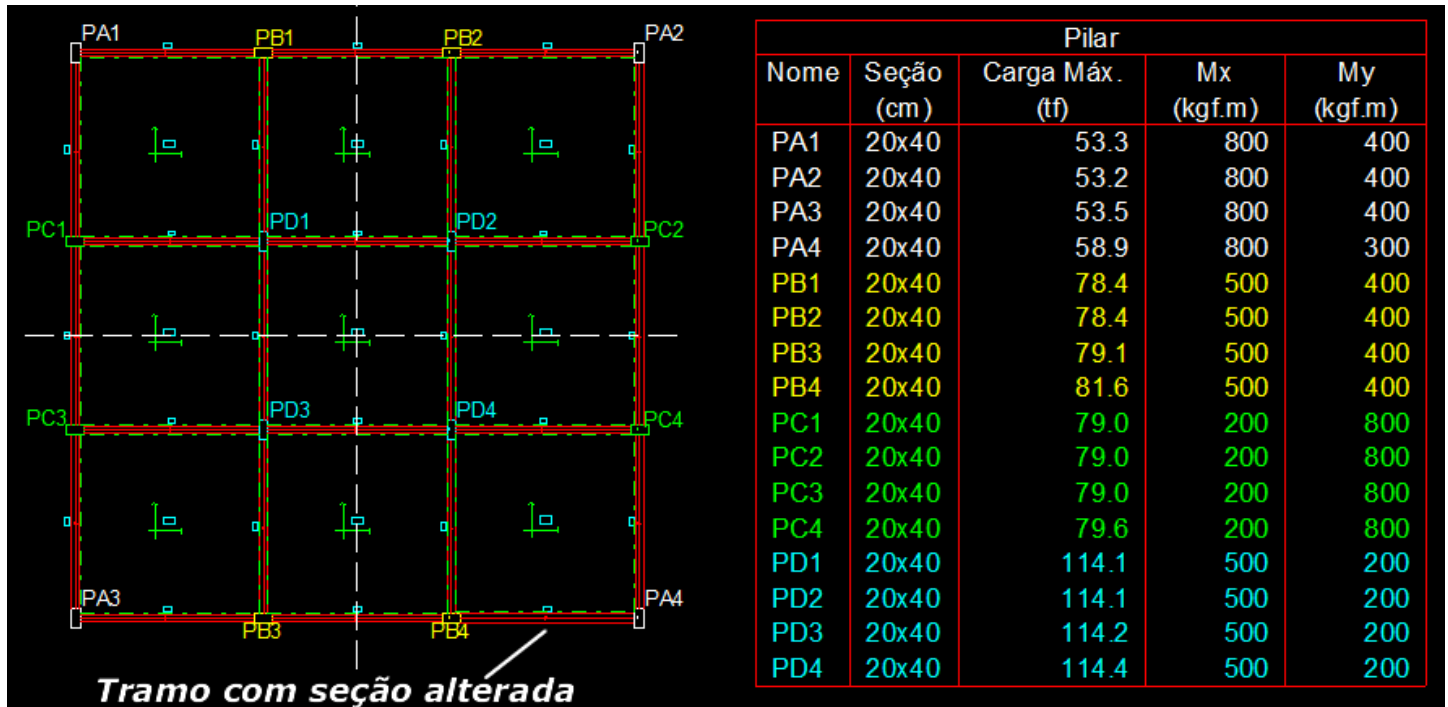 PA1 PB1 PB2 PA2
PC1 PD1 PD2 PC2
PC3 PD3 PD4 PC4
PA3 PB3 PB4 PA4
Tramo com seção alterada
Pilar
Nome Seção Carga Máx. Mx My
(cm) (tf) (kgf.m) (kgf.m)
PA1 20x40 53.3 800 400
PA2 20x40 53.2 800 400
PA3 20x40 53.5 800 400
PA4 20x40 58.9 800 300
PB1 20x40 78.4 500 400
PB2 20x40 78.4 500 400
PB3 20x40 79.1 500 400
PB4 20x40 81.6 500 400
PC1 20x40 79.0 200 800
PC2 20x40 79.0 200 800
PC3 20x40 79.0 200 800
PC4 20x40 79.6 200 800
PD1 20x40 114.1 500 200
PD2 20x40 114.1 500 200
PD3 20x40 114.2 500 200
PD4 20x40 114.4 500 200